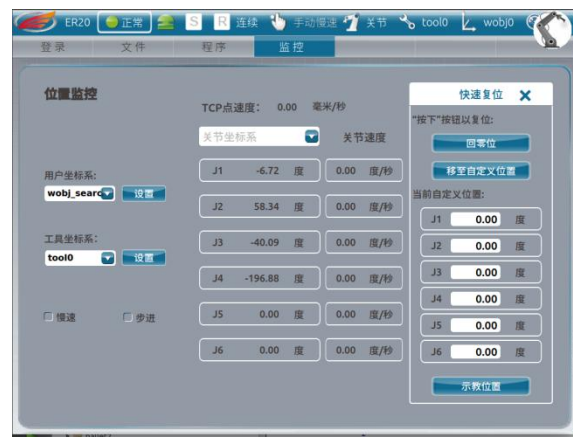 ER20 正常 S R 连续 手动慢速 关节 tool0 wobj0
登录 文件 程序 监控
位置监控
TCP点速度： 0.00 毫米/秒
关节坐标系 关节速度
用户坐标系：
wobj_searc 设置
工具坐标系：
tool0 设置
慢速 步进
J1 -6.72 度 0.00 度/秒
J2 58.34 度 0.00 度/秒
J3 -40.09 度 0.00 度/秒
J4 -196.88 度 0.00 度/秒
J5 0.00 度 0.00 度/秒
J6 0.00 度 0.00 度/秒
快速复位 X
"按下"按钮以复位:
回零位
移至自定义位置
当前自定义位置:
J1 0.00 度
J2 0.00 度
J3 0.00 度
J4 0.00 度
J5 0.00 度
J6 0.00 度
示教位置